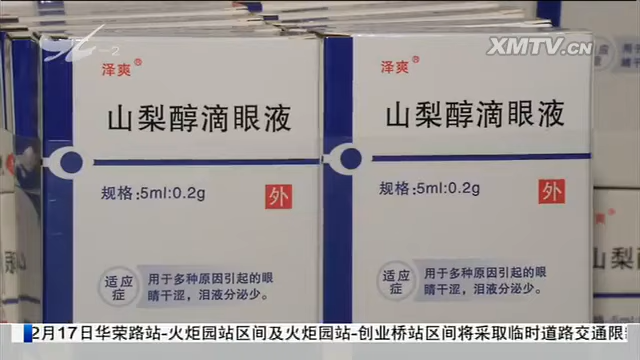 XMTV.CN
泽爽®
山梨醇滴眼液
规格:5ml:0.2g
外
适应症
用于多种原因引起的眼
睛干涩，泪液分泌少。
泽爽®
山梨醇滴眼液
规格:5ml:0.2g
外
适应症
用于多种原因引起的眼
睛干涩，泪液分泌少。
2月17日华荣路站-火炬园站区间及火炬园站-创业桥站区间将采取临时道路交通限